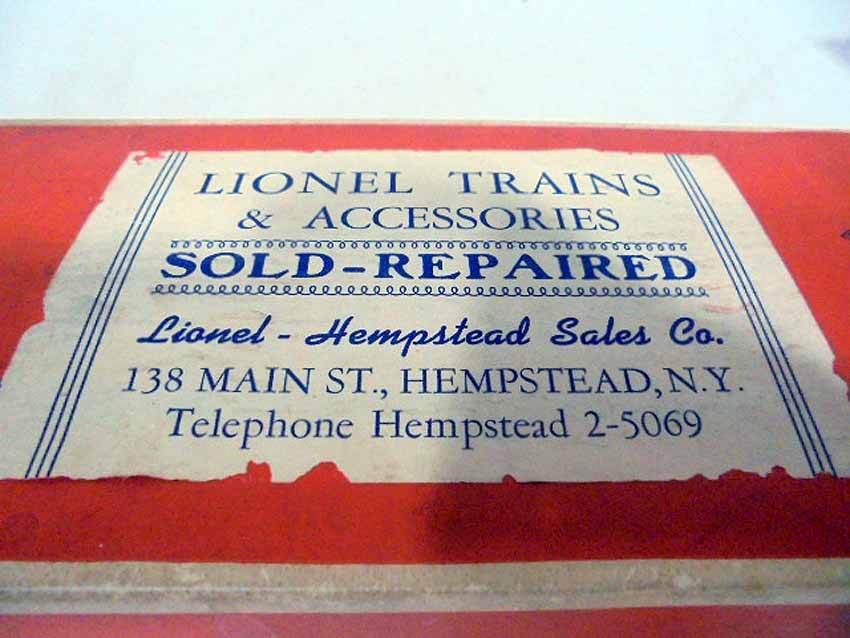 LIONEL TRAINS
& ACCESSORIES
SOLD-REPAIRED
Lionel - Hempstead Sales Co.
138 MAIN ST., HEMPSTEAD, N.Y.
Telephone Hempstead 2-5069